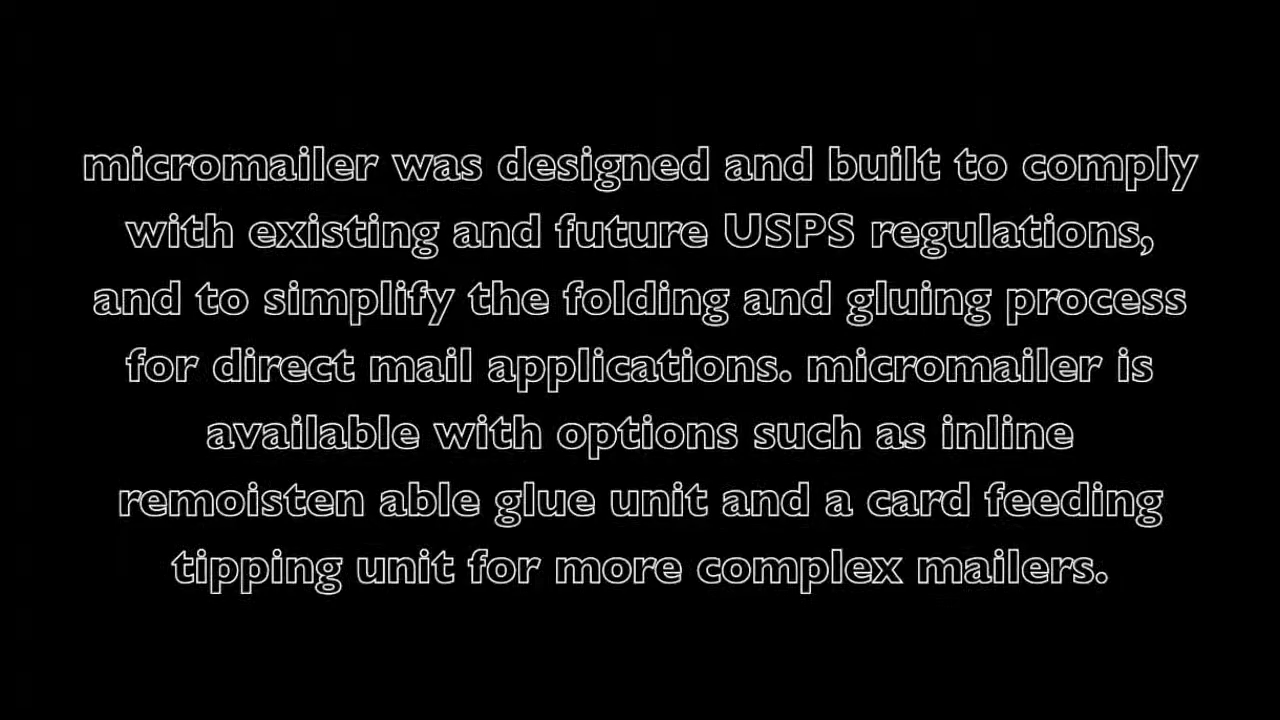 micromailer was designed and built to comply
with existing and future USPS regulations,
and to simplify the folding and gluing process
for direct mail applications. micromailer is
available with options such as inline
remoisten able glue unit and a card feeding
tipping unit for more complex mailers.